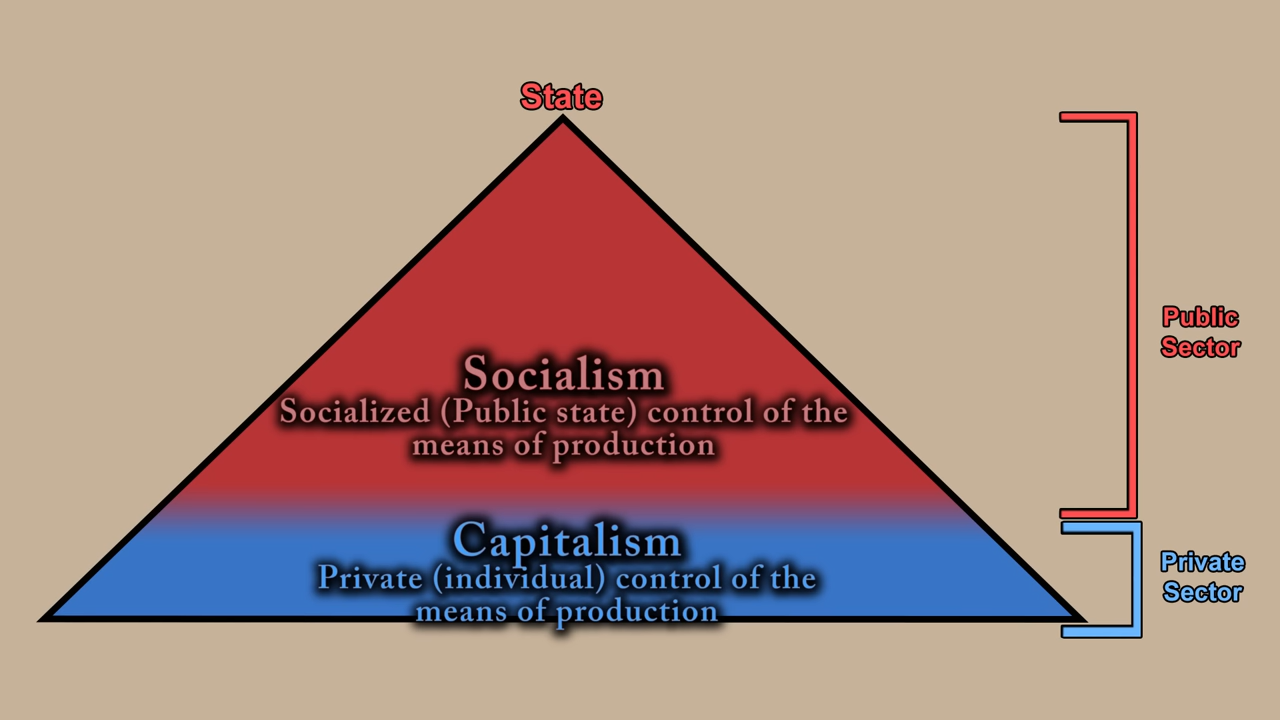 State
Socialism
Socialized (Public state) control of the
means of production
Public
Sector
Capitalism
Private (individual) control of the
means of production
Private
Sector